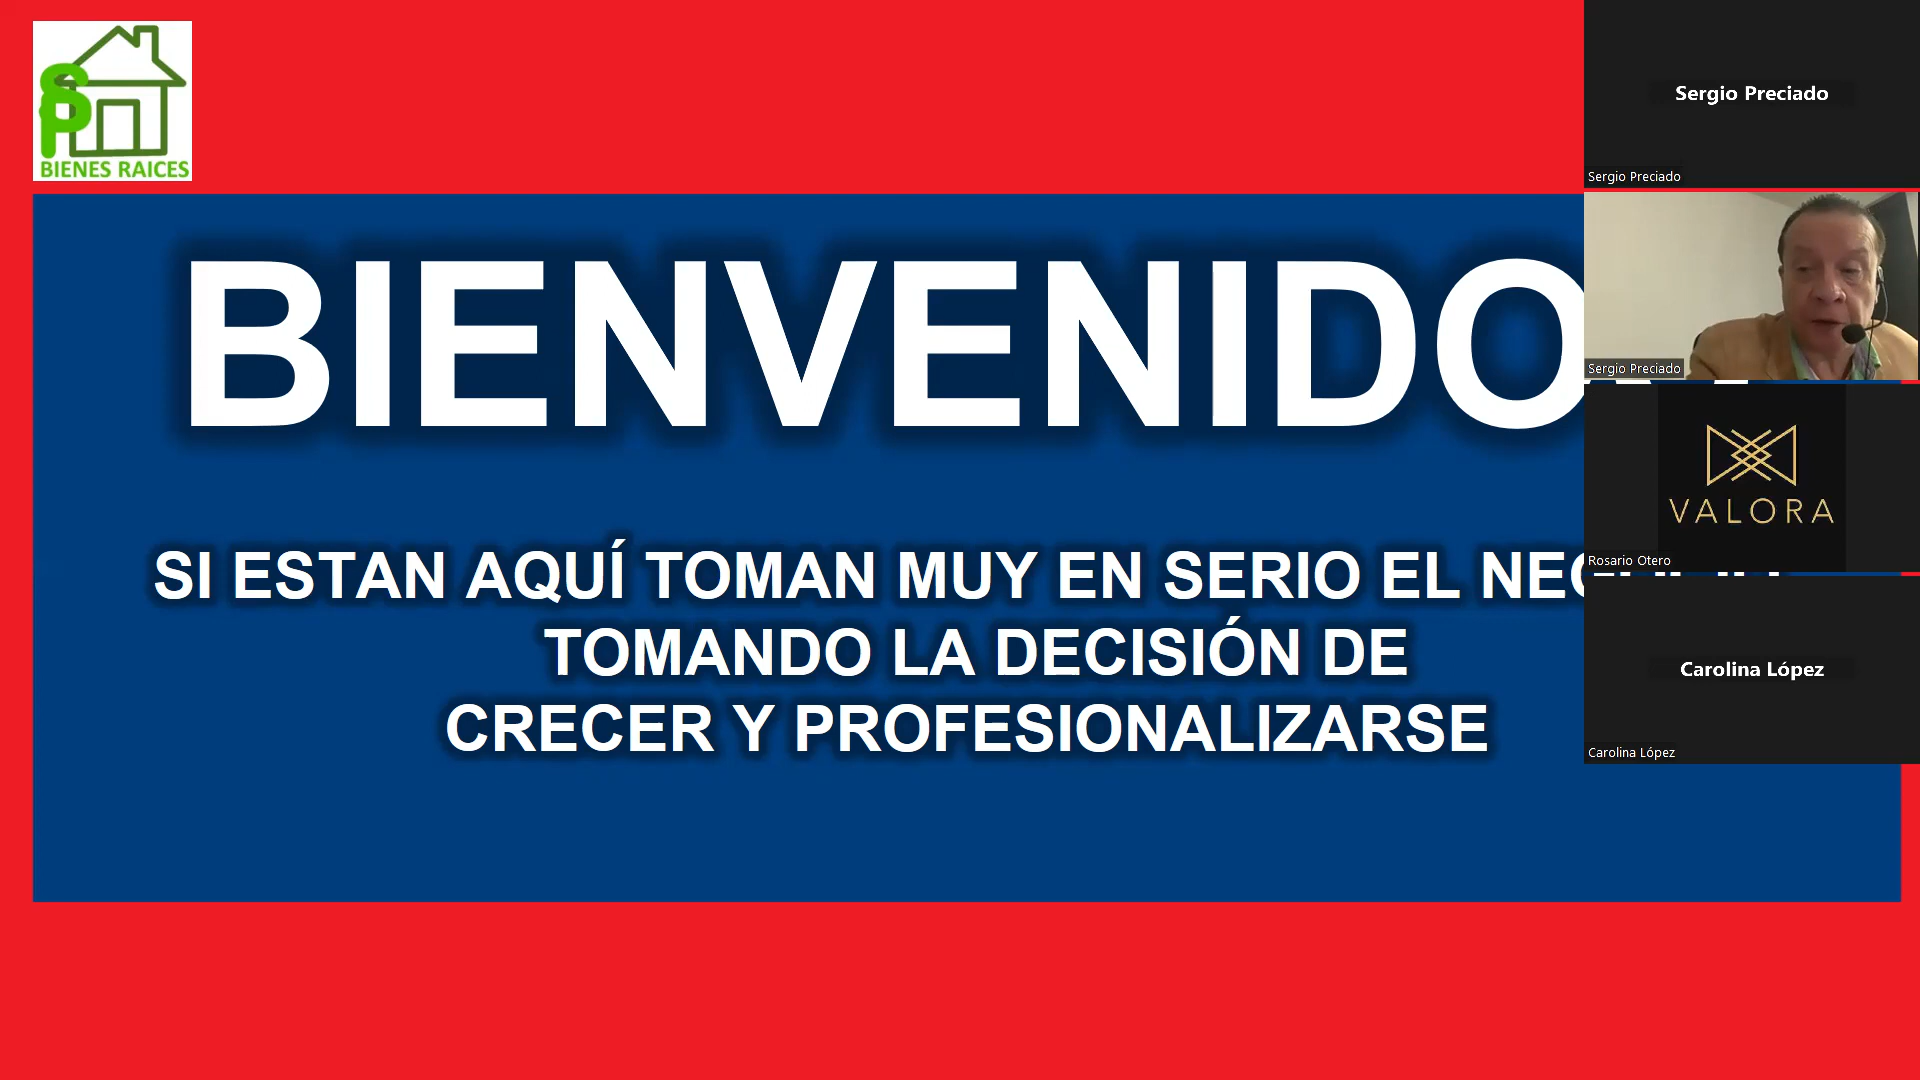 SP
BIENES RAICES
BIENVENIDO
SI ESTAN AQUÍ TOMAN MUY EN SERIO EL
TOMANDO LA DECISIÓN DE
CRECER Y PROFESIONALIZARSE
Sergio Preciado
Sergio Preciado
Sergio Preciado
VALORA
Rosario Otero
Carolina López
Carolina López